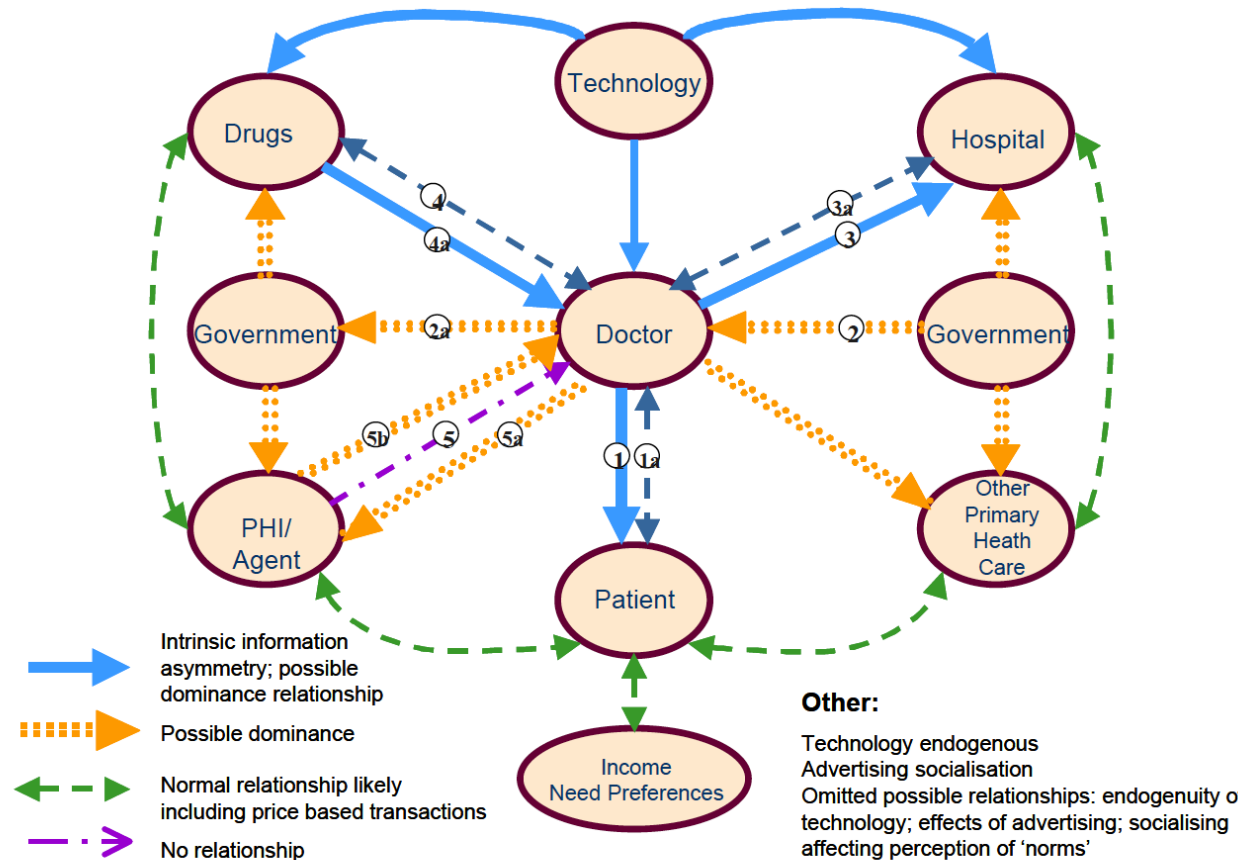 Technology
Drugs
Hospital
4
4a
3a
3
Government
2a
Doctor
2
Government
5b
5
5a
1
1a
PHI/
Agent
Other
Primary
Heath
Care
Patient
Income
Need Preferences
Intrinsic information
asymmetry; possible
dominance relationship
Possible dominance
Normal relationship likely
including price based transactions
No relationship
Other:
Technology endogenous
Advertising socialisation
Omitted possible relationships: endogenuity o
technology; effects of advertising; socialising
affecting perception of ‘norms’